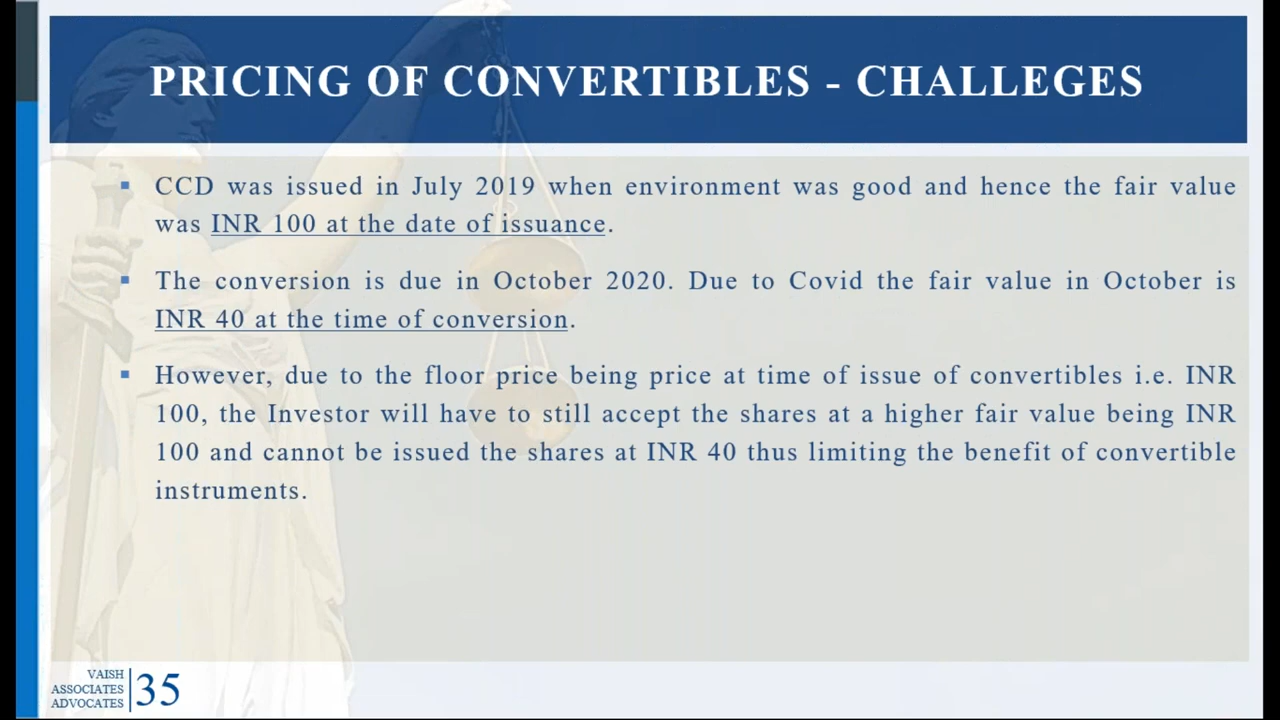 PRICING OF CONVERTIBLES - CHALLEGES
▪ CCD was issued in July 2019 when environment was good and hence the fair value
was INR 100 at the date of issuance.
▪ The conversion is due in October 2020. Due to Covid the fair value in October is
INR 40 at the time of conversion.
▪ However, due to the floor price being price at time of issue of convertibles i.e. INR
100, the Investor will have to still accept the shares at a higher fair value being INR
100 and cannot be issued the shares at INR 40 thus limiting the benefit of convertible
instruments.
VAISH
ASSOCIATES
ADVOCATES
35